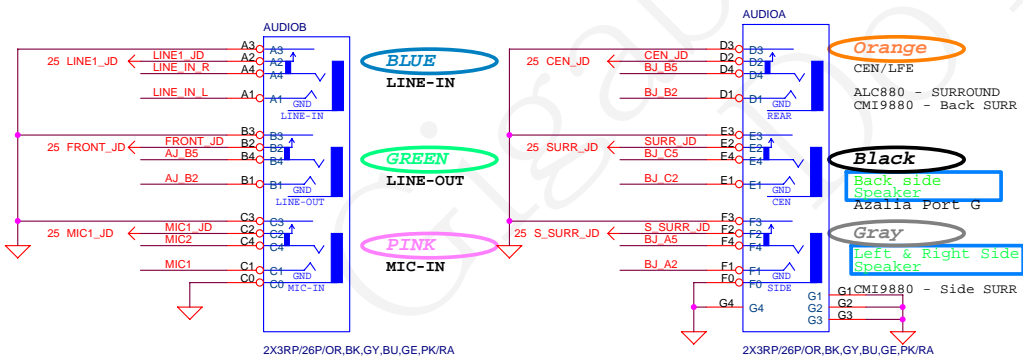 AUDIOB
A3 A3
25 LINE1_JD LINE1_JD A2 A2
LINE_IN_R A4 A4
LINE_IN_L A1 A1
GND
LINE-IN
BLUE
LINE-IN
B3 B3
25 FRONT_JD FRONT_JD B2 B2
AJ_B5 B4 B4
AJ_B2 B1 B1
GND
LINE-OUT
GREEN
LINE-OUT
C3 C3
25 MIC1_JD MIC1_JD C2 C2
MIC2 C4 C4
MIC1 C1 C1
C0 C0
GND
MIC-IN
PINK
MIC-IN
2X3RP/26P/OR,BK,GY,BU,GE,PK/RA
AUDIOA
D3 D3
25 CEN_JD CEN_JD D2 D2
BJ_B5 D4 D4
BJ_B2 D1 D1
GND
REAR
Orange
CEN/LFE
ALC880 - SURROUND
CMI9880 - Back SURR
E3 E3
25 SURR_JD SURR_JD E2 E2
BJ_C5 E4 E4
BJ_C2 E1 E1
GND
CEN
Black
Back side
Speaker
Azalia Port G
F3 F3
25 S_SURR_JD S_SURR_JD F2 F2
BJ_A5 F4 F4
BJ_A2 F1 F1
F0 F0
GND
SIDE
Gray
Left & Right Side
Speaker
CMI9880 - Side SURR
G4 G4
G1 G1
G2 G2
G3 G3
2X3RP/26P/OR,BK,GY,BU,GE,PK/RA